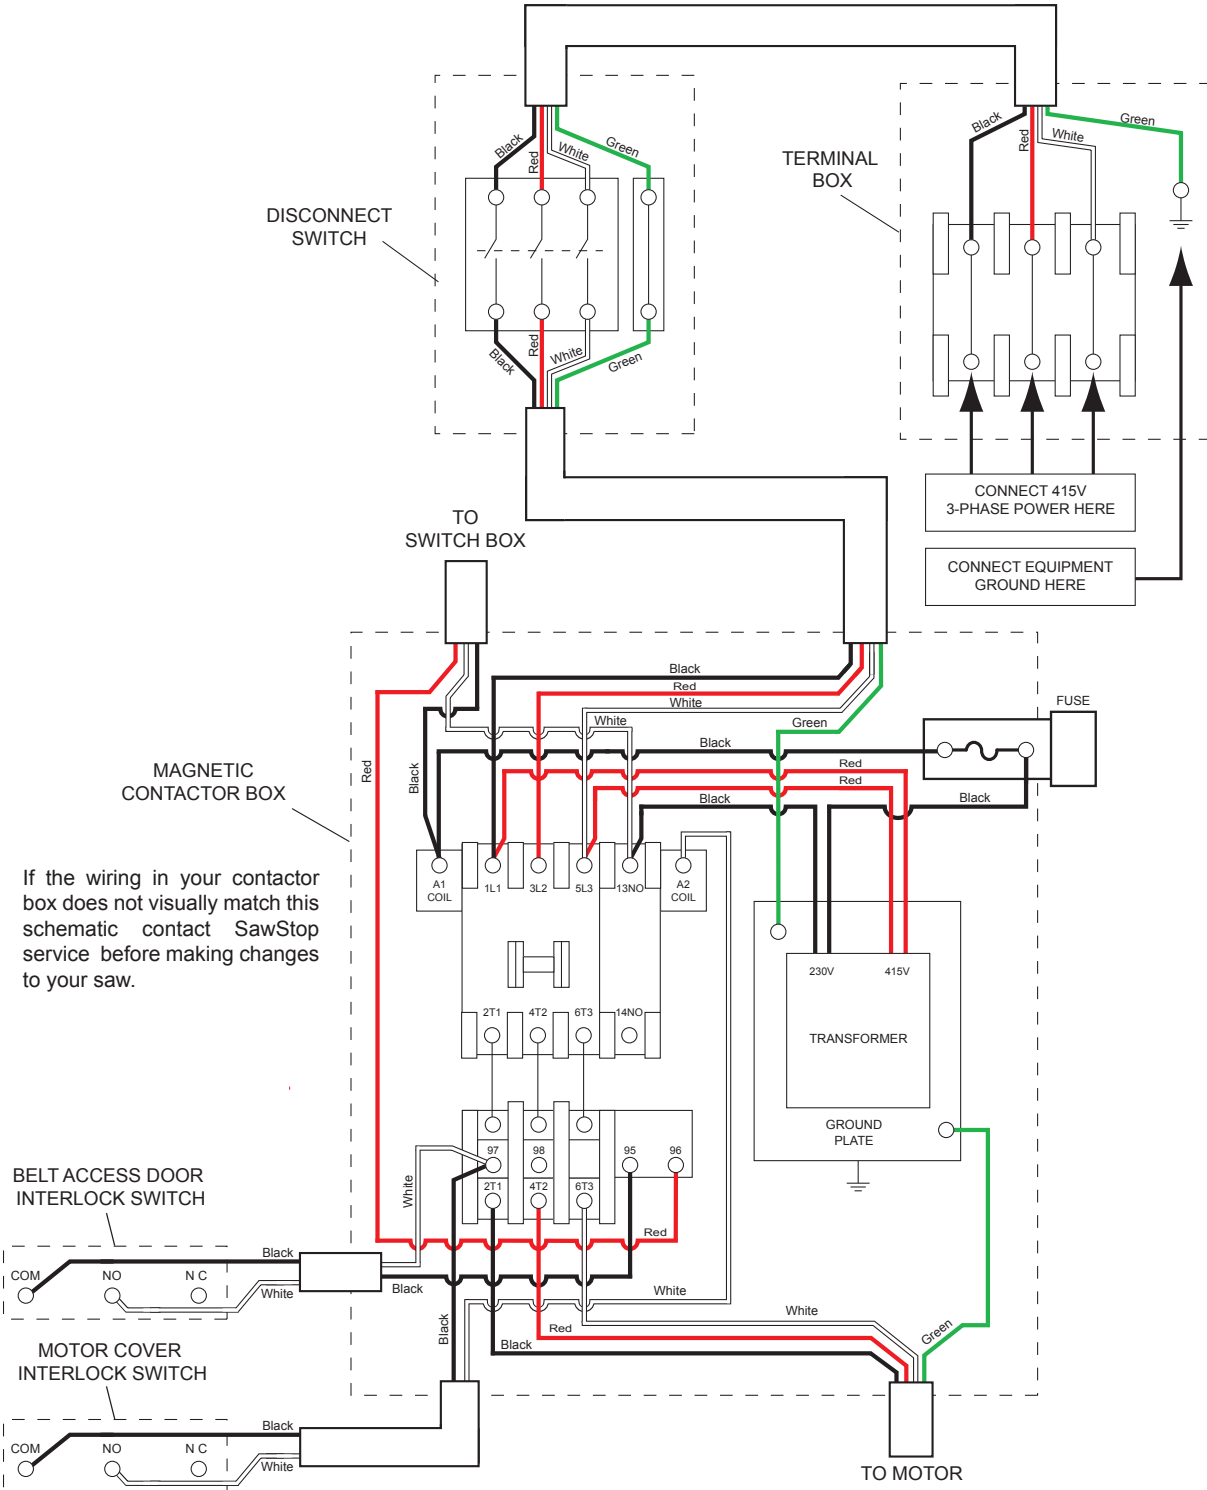 Black
Red
White
Green
DISCONNECT
SWITCH
Black
Red
White
Green
TERMINAL
BOX
Black
Red
White
Green
CONNECT 415V
3-PHASE POWER HERE
CONNECT EQUIPMENT
GROUND HERE
TO
SWITCH BOX
Black
Red
White
White
Green
FUSE
Black
Red
Red
Black
Black
Red
Black
MAGNETIC
CONTACTOR BOX
If the wiring in your contactor
box does not visually match this
schematic contact SawStop
service before making changes
to your saw.
A1
COIL
1L1
3L2
5L3
13NO
A2
COIL
2T1
4T2
6T3
14NO
230V
415V
TRANSFORMER
GROUND
PLATE
97
98
95
96
2T1
4T2
6T3
White
Red
BELT ACCESS DOOR
INTERLOCK SWITCH
COM
NO
N C
Black
White
Black
White
Black
White
Red
Black
Green
MOTOR COVER
INTERLOCK SWITCH
COM
NO
N C
Black
White
TO MOTOR